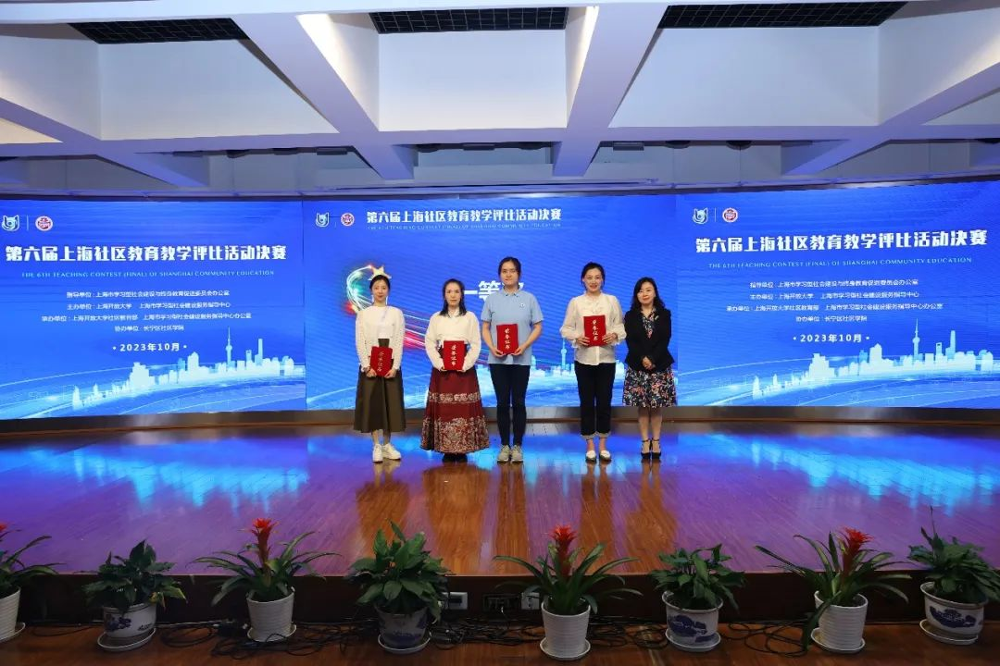 第六届上海社区教育教学评比活动决赛
THE 6TH TEACHING CONTEST (FINAL) OF SHANGHAI COMMUNITY EDUCATION
指导单位：上海市学习型社会建设与终身教育促进委员会办公室
主办单位：上海开放大学 上海市学习型社会建设服务指导中心
承办单位：上海开放大学社区教育部 上海市学习型社会建设服务指导中心办公室
协办单位：长宁区社区学院
·2023年10月·
第六届上海社区教育教学评比活动决赛
THE 6TH TEACHING CONTEST (FINAL) OF SHANGHAI COMMUNITY EDUCATION
一等
荣誉证书
荣誉证书
荣誉证书
荣誉证书
第六届上海社区教育教学评比活动决赛
THE 6TH TEACHING CONTEST (FINAL) OF SHANGHAI COMMUNITY EDUCATION
指导单位：上海市学习型社会建设与终身教育促进委员会办公室
主办单位：上海开放大学 上海市学习型社会建设服务指导中心
承办单位：上海开放大学社区教育部 上海市学习型社会建设服务指导中心办公室
协办单位：长宁区社区学院
·2023年10月·